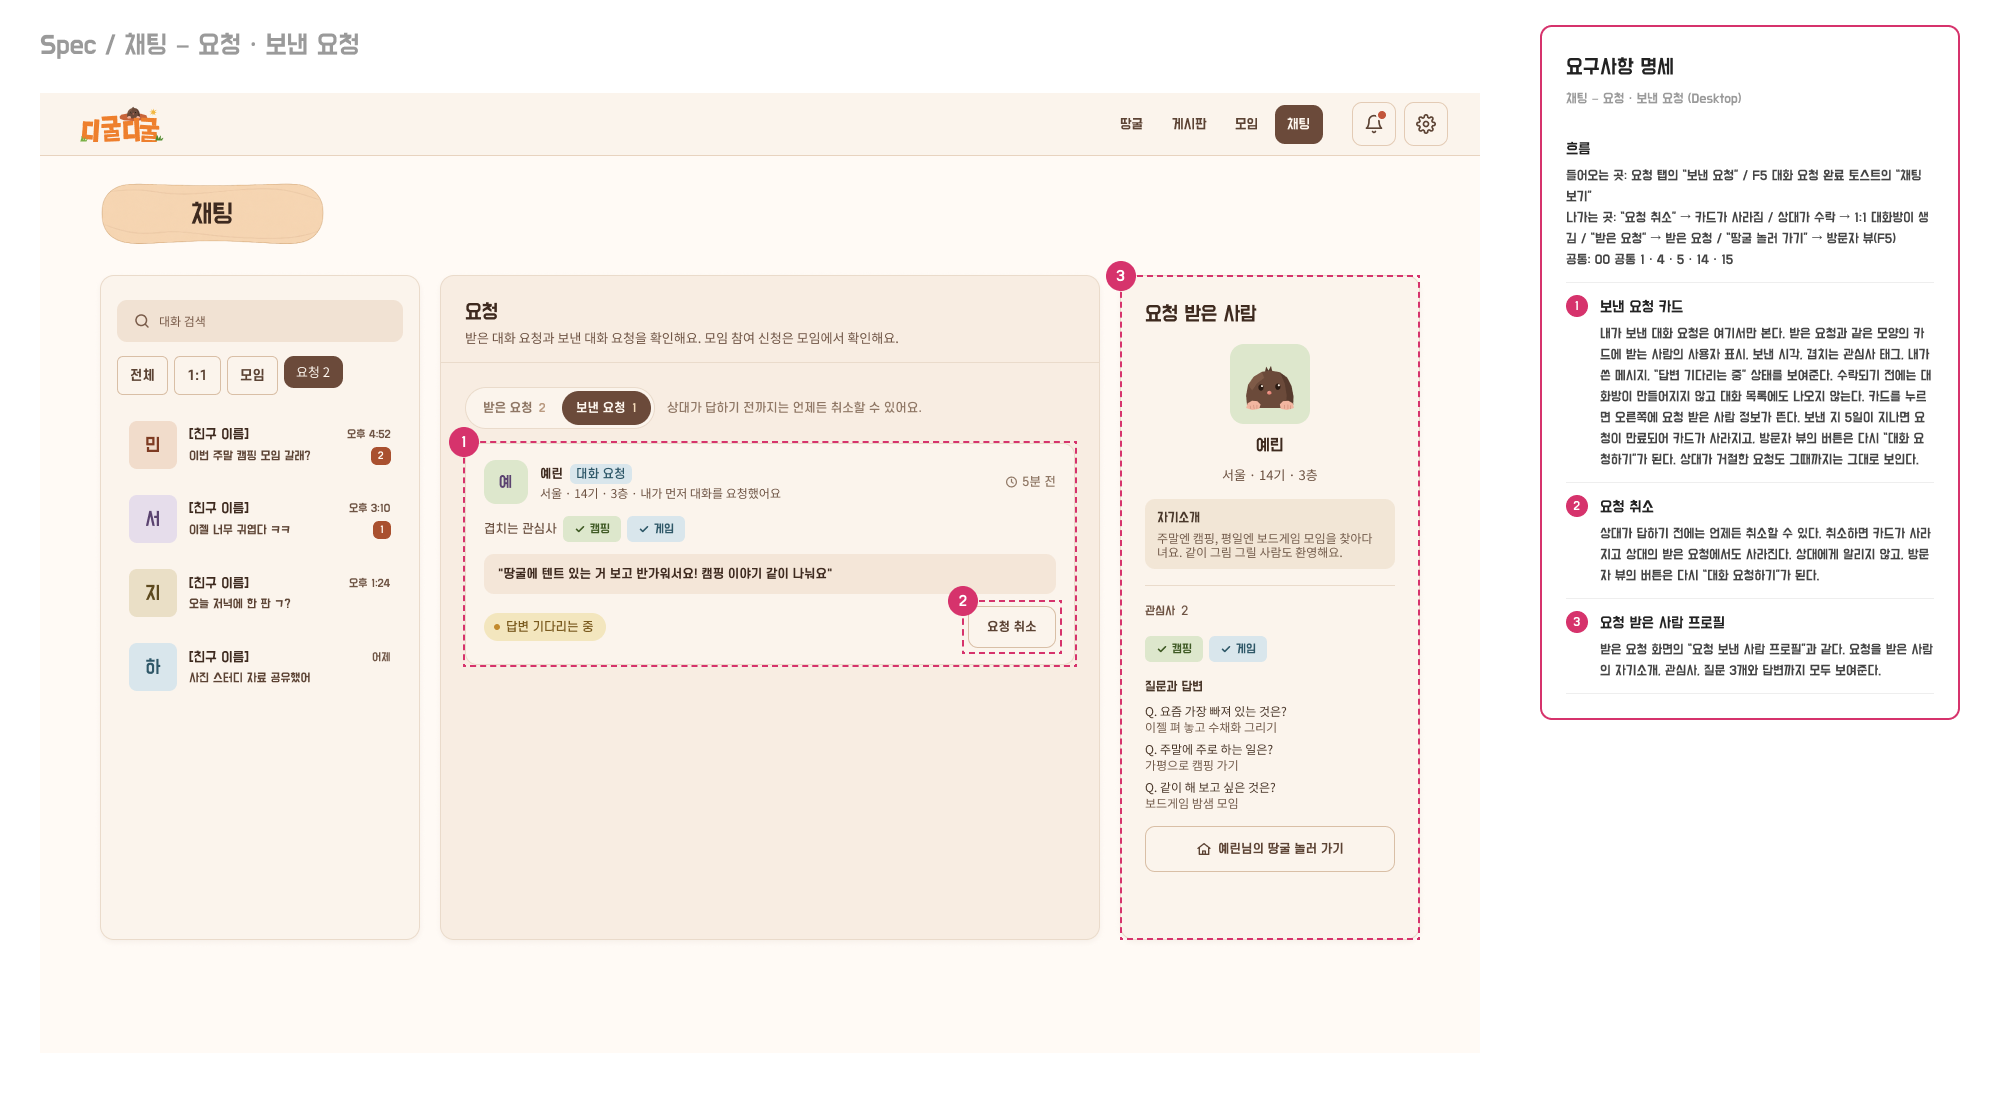 Spec / 채팅 – 요청 · 보낸 요청
디굴디굴
땅굴
게시판
모임
채팅
채팅
대화 검색
전체
1:1
모임
요청 2
민
[친구 이름]
오후 4:52
이번 주말 캠핑 모임 갈래?
2
서
[친구 이름]
오후 3:10
이젤 너무 귀엽다 ㅋㅋ
1
지
[친구 이름]
오후 1:24
오늘 저녁에 한 판 ㄱ?
하
[친구 이름]
어제
사진 스터디 자료 공유했어
요청
받은 대화 요청과 보낸 대화 요청을 확인해요. 모임 참여 신청은 모임에서 확인해요.
받은 요청 2
보낸 요청 1
상대가 답하기 전까지는 언제든 취소할 수 있어요.
1
예
예린
대화 요청
서울 · 14기 · 3층 · 내가 먼저 대화를 요청했어요
5분 전
겹치는 관심사
캠핑
게임
"땅굴에 텐트 있는 거 보고 반가워서요! 캠핑 이야기 같이 나눠요"
답변 기다리는 중
2
요청 취소
3
요청 받은 사람
예린
서울 · 14기 · 3층
자기소개
주말엔 캠핑, 평일엔 보드게임 모임을 찾아다
녀요. 같이 그림 그릴 사람도 환영해요.
관심사 2
캠핑
게임
질문과 답변
Q. 요즘 가장 빠져 있는 것은?
이젤 펴 놓고 수채화 그리기
Q. 주말에 주로 하는 일은?
가평으로 캠핑 가기
Q. 같이 해 보고 싶은 것은?
보드게임 밤샘 모임
예린님의 땅굴 놀러 가기
요구사항 명세
채팅 – 요청 · 보낸 요청 (Desktop)
흐름
들어오는 곳: 요청 탭의 "보낸 요청" / F5 대화 요청 완료 토스트의 "채팅
보기"
나가는 곳: "요청 취소" → 카드가 사라짐 / 상대가 수락 → 1:1 대화방이 생
김 / "받은 요청" → 받은 요청 / "땅굴 놀러 가기" → 방문자 뷰(F5)
공통: 00 공통 1 · 4 · 5 · 14 · 15
1
보낸 요청 카드
내가 보낸 대화 요청은 여기서만 본다. 받은 요청과 같은 모양의 카
드에 받는 사람의 사용자 표시, 보낸 시각, 겹치는 관심사 태그, 내가
쓴 메시지, "답변 기다리는 중" 상태를 보여준다. 수락되기 전에는 대
화방이 만들어지지 않고 대화 목록에도 나오지 않는다. 카드를 누르
면 오른쪽에 요청 받은 사람 정보가 뜬다. 보낸 지 5일이 지나면 요
청이 만료되어 카드가 사라지고, 방문자 뷰의 버튼은 다시 "대화 요
청하기"가 된다. 상대가 거절한 요청도 그때까지는 그대로 보인다.
2
요청 취소
상대가 답하기 전에는 언제든 취소할 수 있다. 취소하면 카드가 사라
지고 상대의 받은 요청에서도 사라진다. 상대에게 알리지 않고, 방문
자 뷰의 버튼은 다시 "대화 요청하기"가 된다.
3
요청 받은 사람 프로필
받은 요청 화면의 "요청 보낸 사람 프로필"과 같다. 요청을 받은 사람
의 자기소개, 관심사, 질문 3개와 답변까지 모두 보여준다.